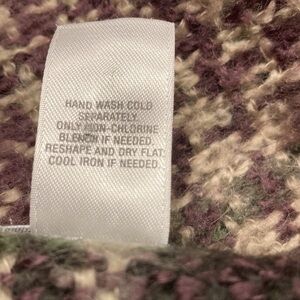 HAND WASH COLD
SEPARATELY.
ONLY NON-CHLORINE
BLEACH IF NEEDED.
RESHAPE AND DRY FLAT.
COOL IRON IF NEEDED.